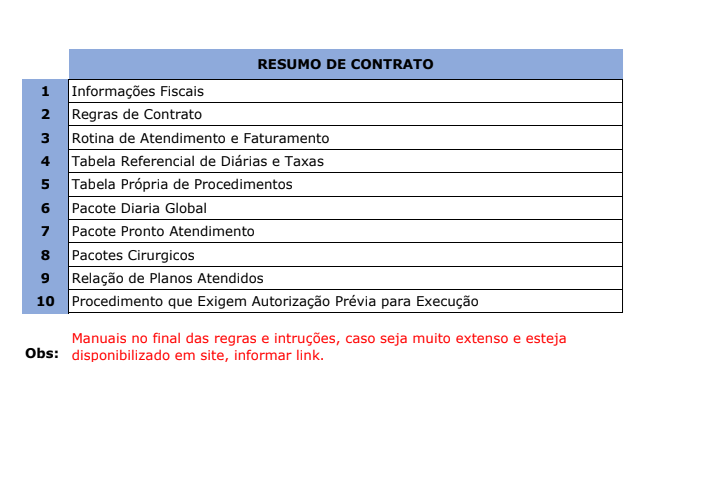 RESUMO DE CONTRATO
1 Informações Fiscais
2 Regras de Contrato
3 Rotina de Atendimento e Faturamento
4 Tabela Referencial de Diárias e Taxas
5 Tabela Própria de Procedimentos
6 Pacote Diaria Global
7 Pacote Pronto Atendimento
8 Pacotes Cirurgicos
9 Relação de Planos Atendidos
10 Procedimento que Exigem Autorização Prévia para Execução
Manuais no final das regras e intruções, caso seja muito extenso e esteja
Obs: disponibilizado em site, informar link.